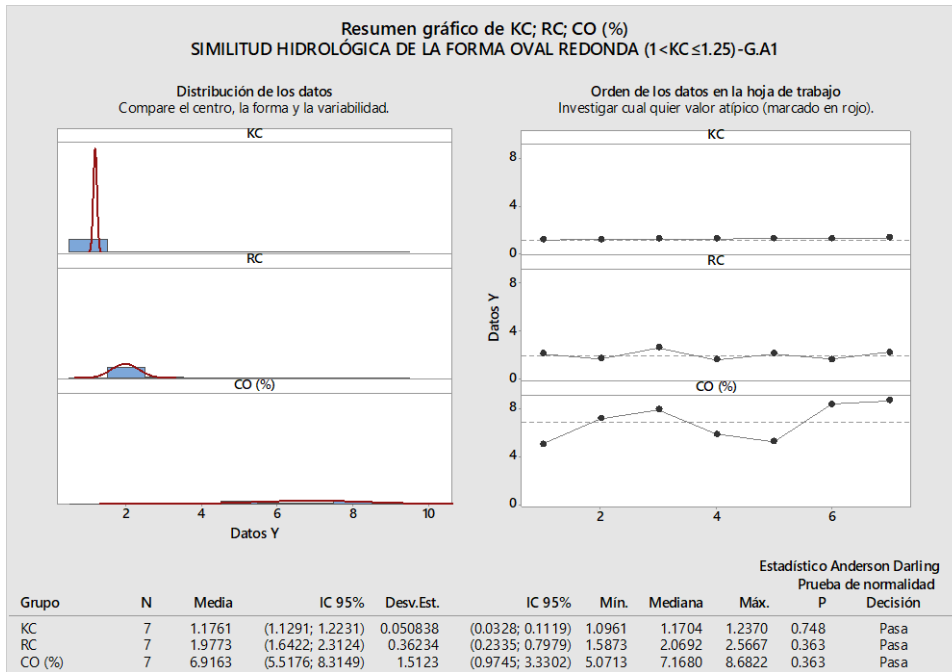 Resumen gráfico de KC; RC; CO (%)
SIMILITUD HIDROLÓGICA DE LA FORMA OVAL REDONDA (1<KC≤1.25)-G.A1
Distribución de los datos
Compare el centro, la forma y la variabilidad.
KC
RC
CO (%)
2 4 6 8 10
Datos Y
Orden de los datos en la hoja de trabajo
Investigar cual quier valor atípico (marcado en rojo).
KC
8
4
0
RC
8
4
0
CO (%)
8
4
0
2 4 6
Datos Y
Estadístico Anderson Darling
Prueba de normalidad
Grupo N Media IC 95% Desv.Est. IC 95% Mín. Mediana Máx. P Decisión
KC 7 1.1761 (1.1291; 1.2231) 0.050838 (0.0328; 0.1119) 1.0961 1.1704 1.2370 0.748 Pasa
RC 7 1.9773 (1.6422; 2.3124) 0.36234 (0.2335; 0.7979) 1.5873 2.0692 2.5667 0.363 Pasa
CO (%) 7 6.9163 (5.5176; 8.3149) 1.5123 (0.9745; 3.3302) 5.0713 7.1680 8.6822 0.363 Pasa